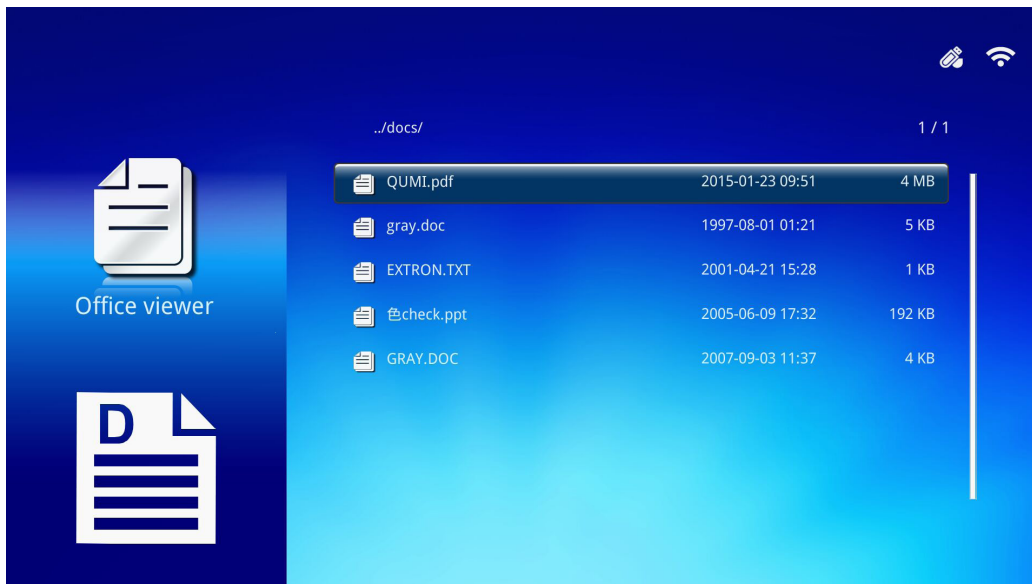 ../docs/ 1 / 1
QUMI.pdf 2015-01-23 09:51 4 MB
gray.doc 1997-08-01 01:21 5 KB
EXTRON.TXT 2001-04-21 15:28 1 KB
色check.ppt 2005-06-09 17:32 192 KB
GRAY.DOC 2007-09-03 11:37 4 KB
Office viewer
D